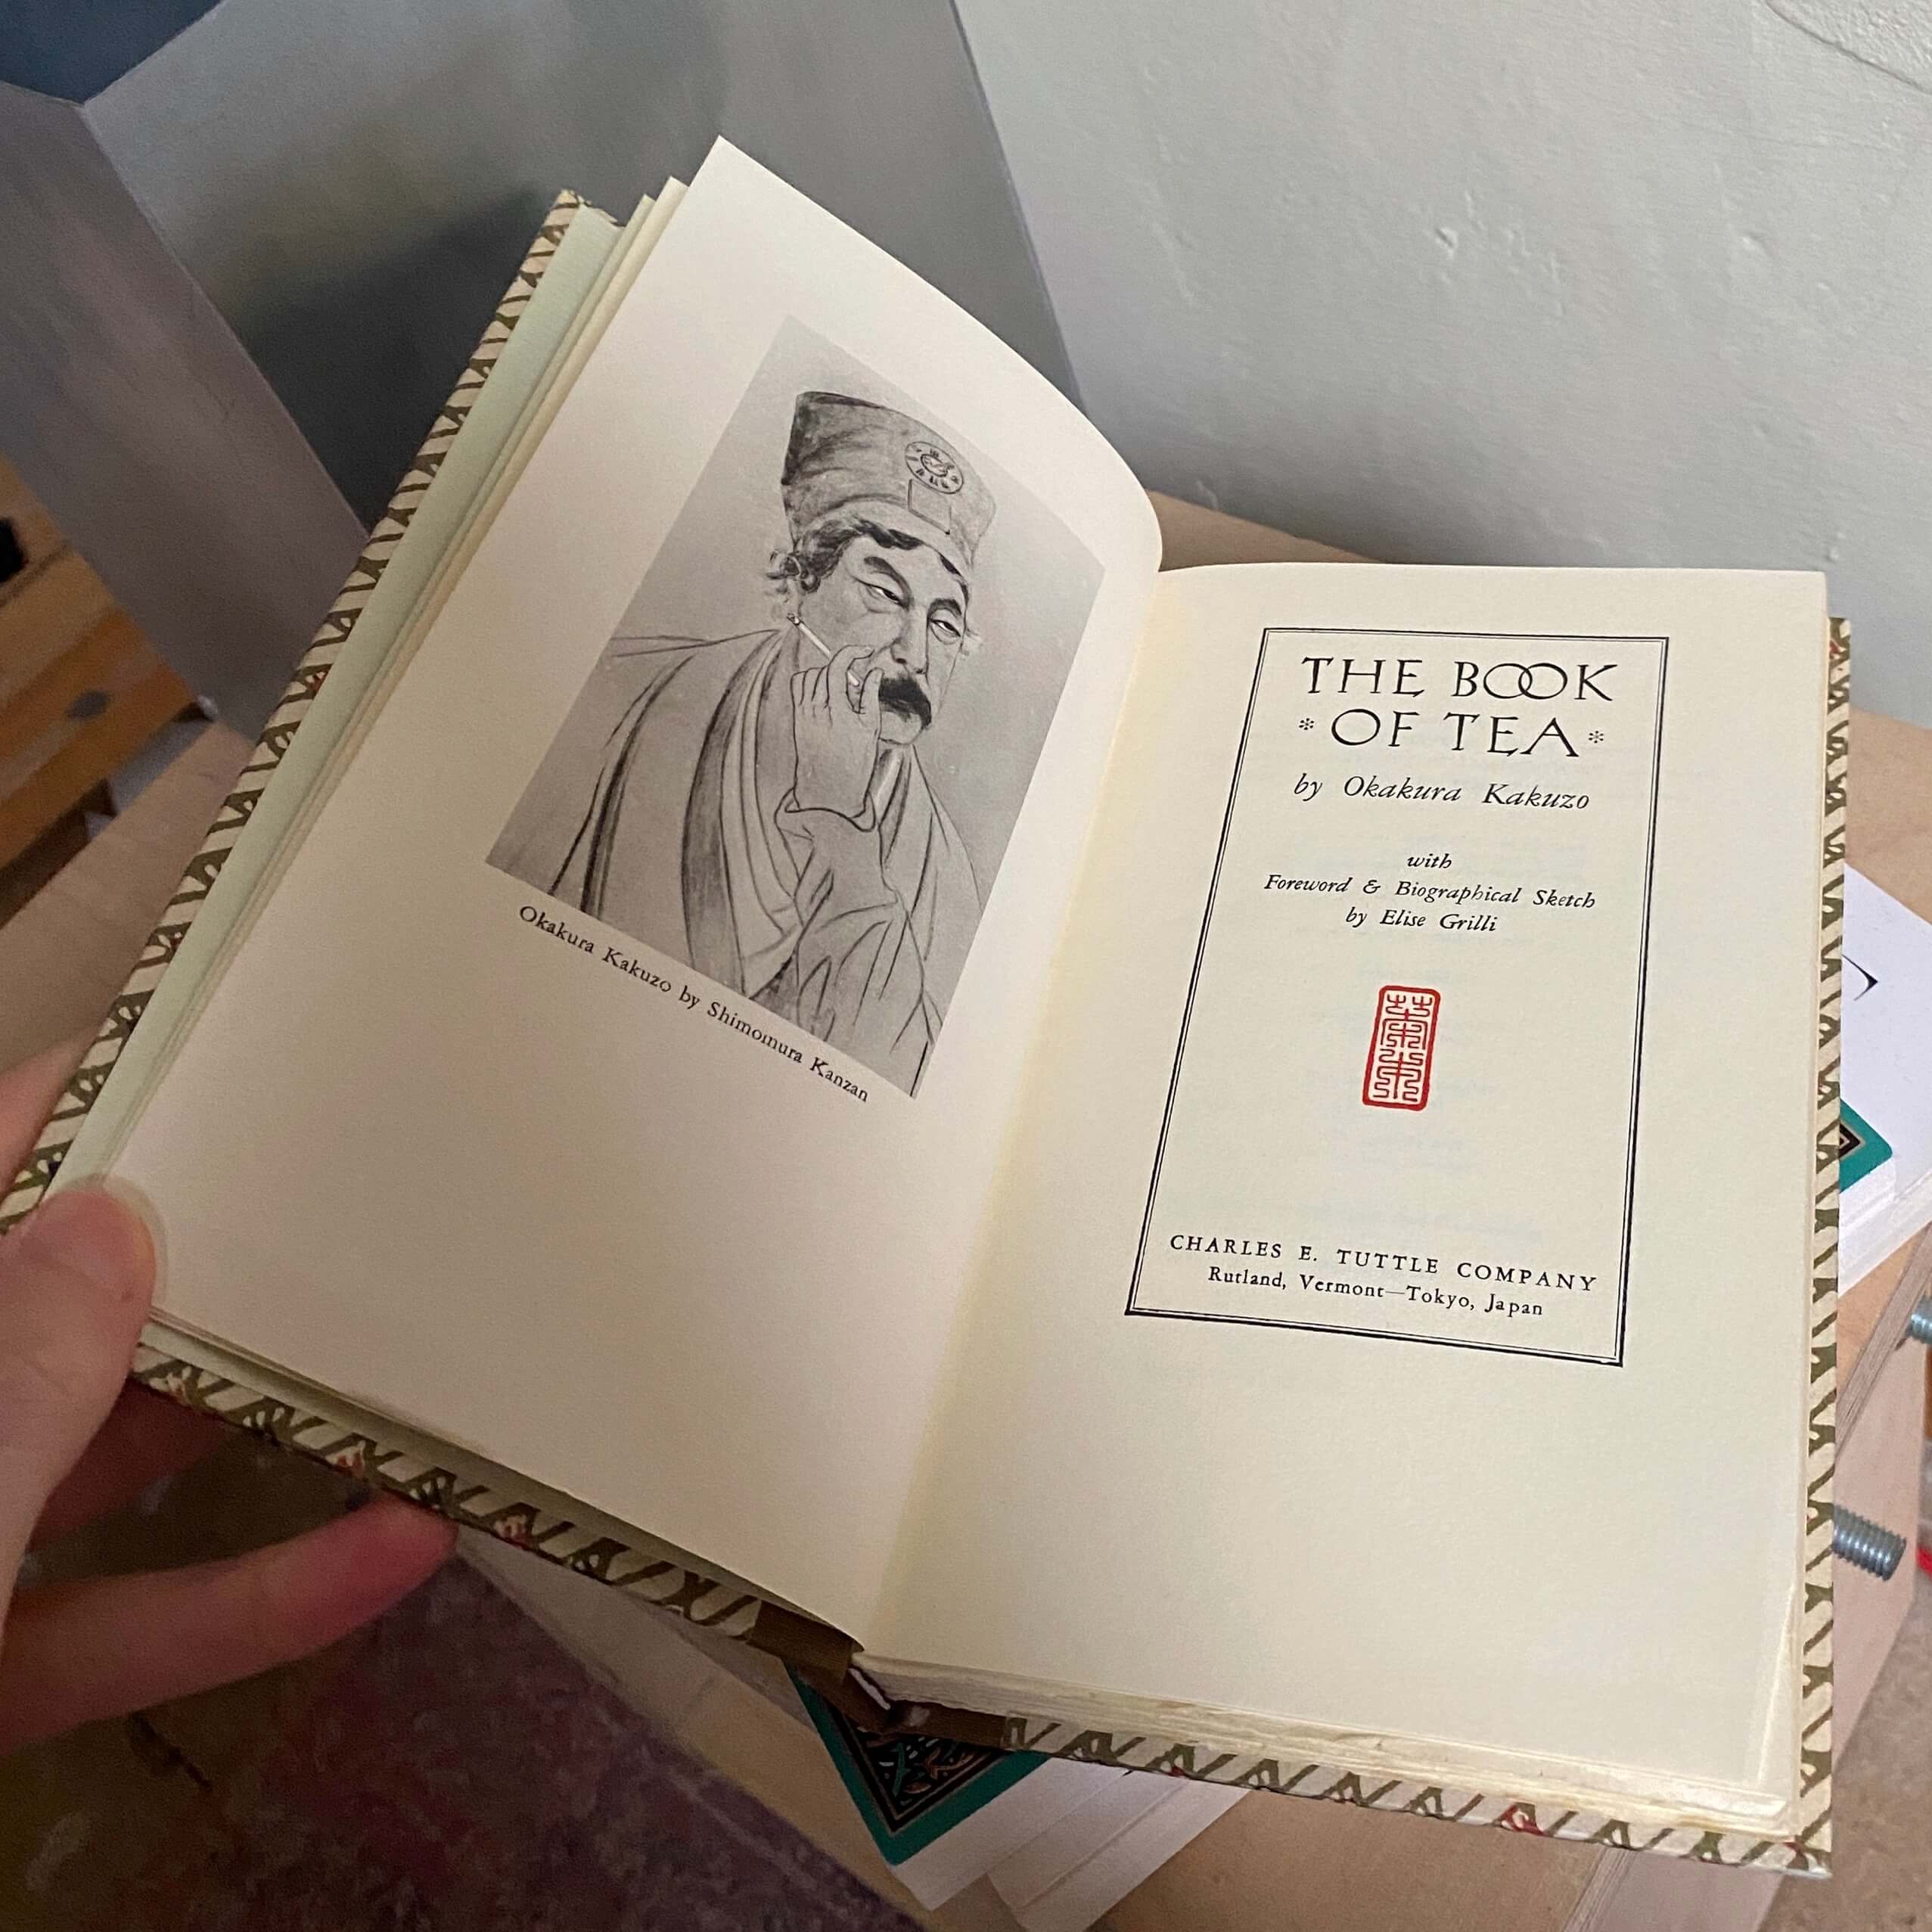 Okakura Kakuzo by Shimomura Kanzan
THE BOOK
* OF TEA *
by Okakura Kakuzo
with
Foreword & Biographical Sketch
by Elise Grilli
CHARLES E. TUTTLE COMPANY
Rutland, Vermont—Tokyo, Japan